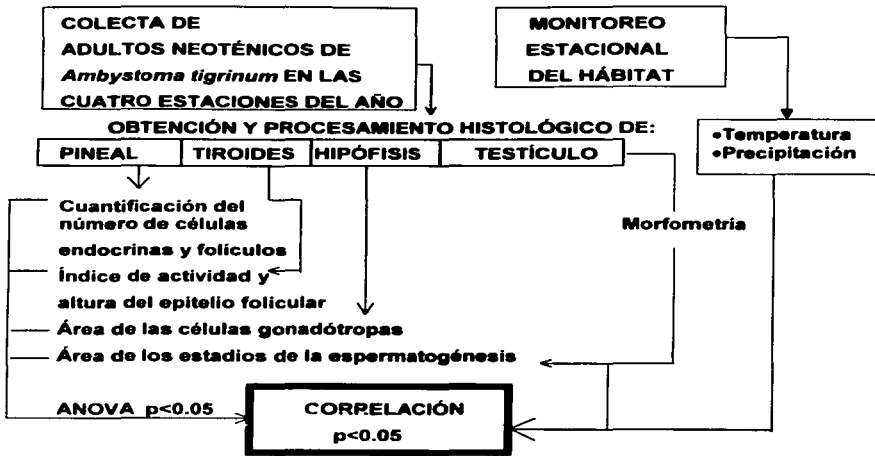 COLECTA DE
ADULTOS NEOTÉNICOS DE
Ambystoma tigrinum EN LAS
CUATRO ESTACIONES DEL AÑO
MONITOREO
ESTACIONAL
DEL HÁBITAT
OBTENCIÓN Y PROCESAMIENTO HISTOLÓGICO DE:
PINEAL TIROIDES HIPÓFISIS TESTÍCULO
•Temperatura
•Precipitación
Cuantificación del
número de células
endocrinas y folículos
Morfometría
Índice de actividad y
altura del epitelio folicular
Área de las células gonadótropas
Área de los estadios de la espermatogénesis
ANOVA p<0.05
CORRELACIÓN
p<0.05